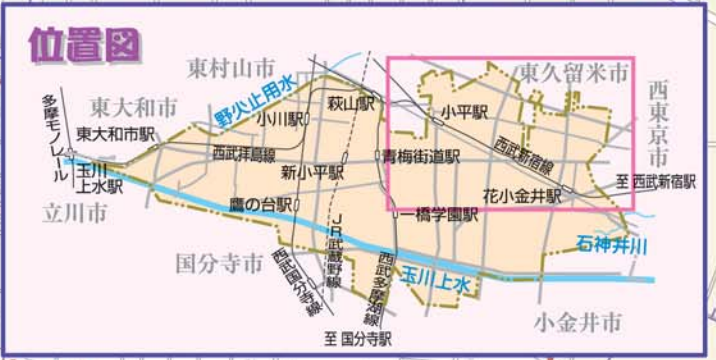 位置図
東村山市
東久留米市
西東京市
野火止用水
萩山駅
小平駅
多摩モノレール
東大和市
小川駅
東大和市駅
西武拝島線
新小平駅
青梅街道駅
西武新宿線
玉川上水駅
至 西武新宿駅
花小金井駅
鷹の台駅
一橋学園駅
立川市
石神井川
国分寺市
西武国分寺線
JR武蔵野線
西武多摩湖線
玉川上水
小金井市
至 国分寺駅